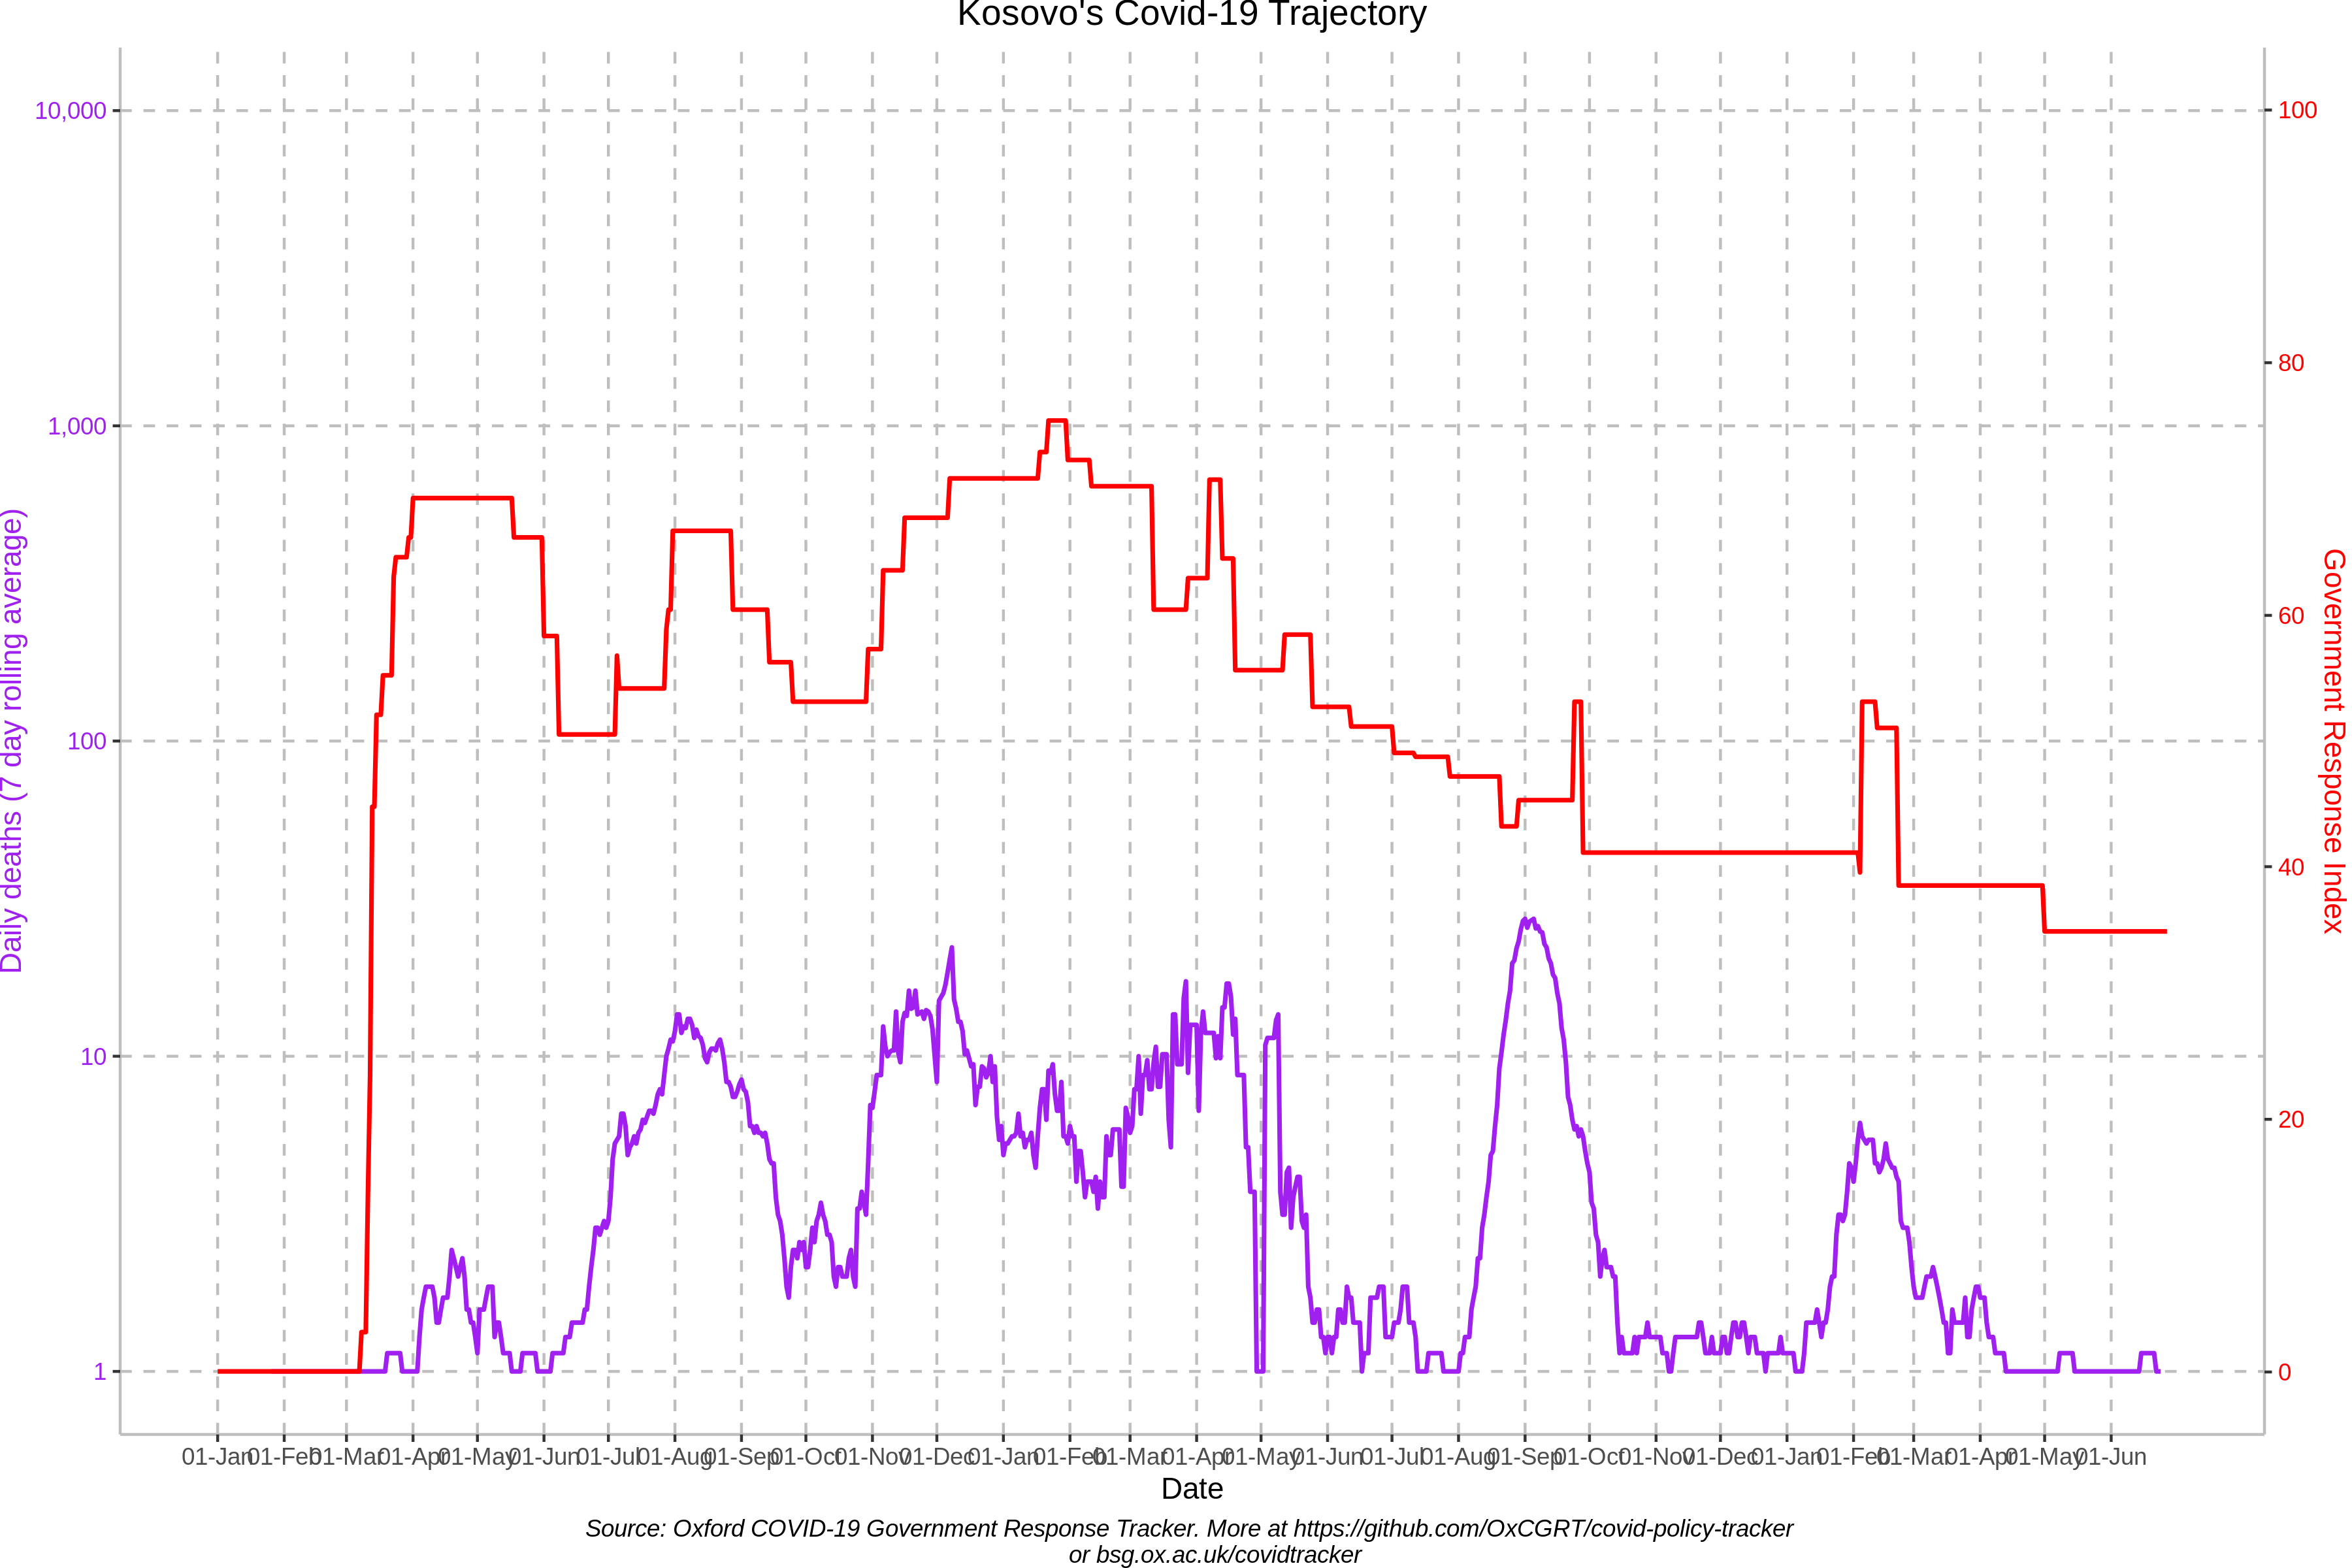 Kosovo's Covid-19 Trajectory
10,000
1,000
100
10
1
Daily deaths (7 day rolling average)
100
80
60
40
20
0
Government Response Index
01-Jan 01-Feb 01-Mar 01-Apr 01-May 01-Jun 01-Jul 01-Aug 01-Sep 01-Oct 01-Nov 01-Dec 01-Jan 01-Feb 01-Mar 01-Apr 01-May 01-Jun 01-Jul 01-Aug 01-Sep 01-Oct 01-Nov 01-Dec 01-Jan 01-Feb 01-Mar 01-Apr 01-May 01-Jun
Date
Source: Oxford COVID-19 Government Response Tracker. More at https://github.com/OxCGRT/covid-policy-tracker
or bsg.ox.ac.uk/covidtracker